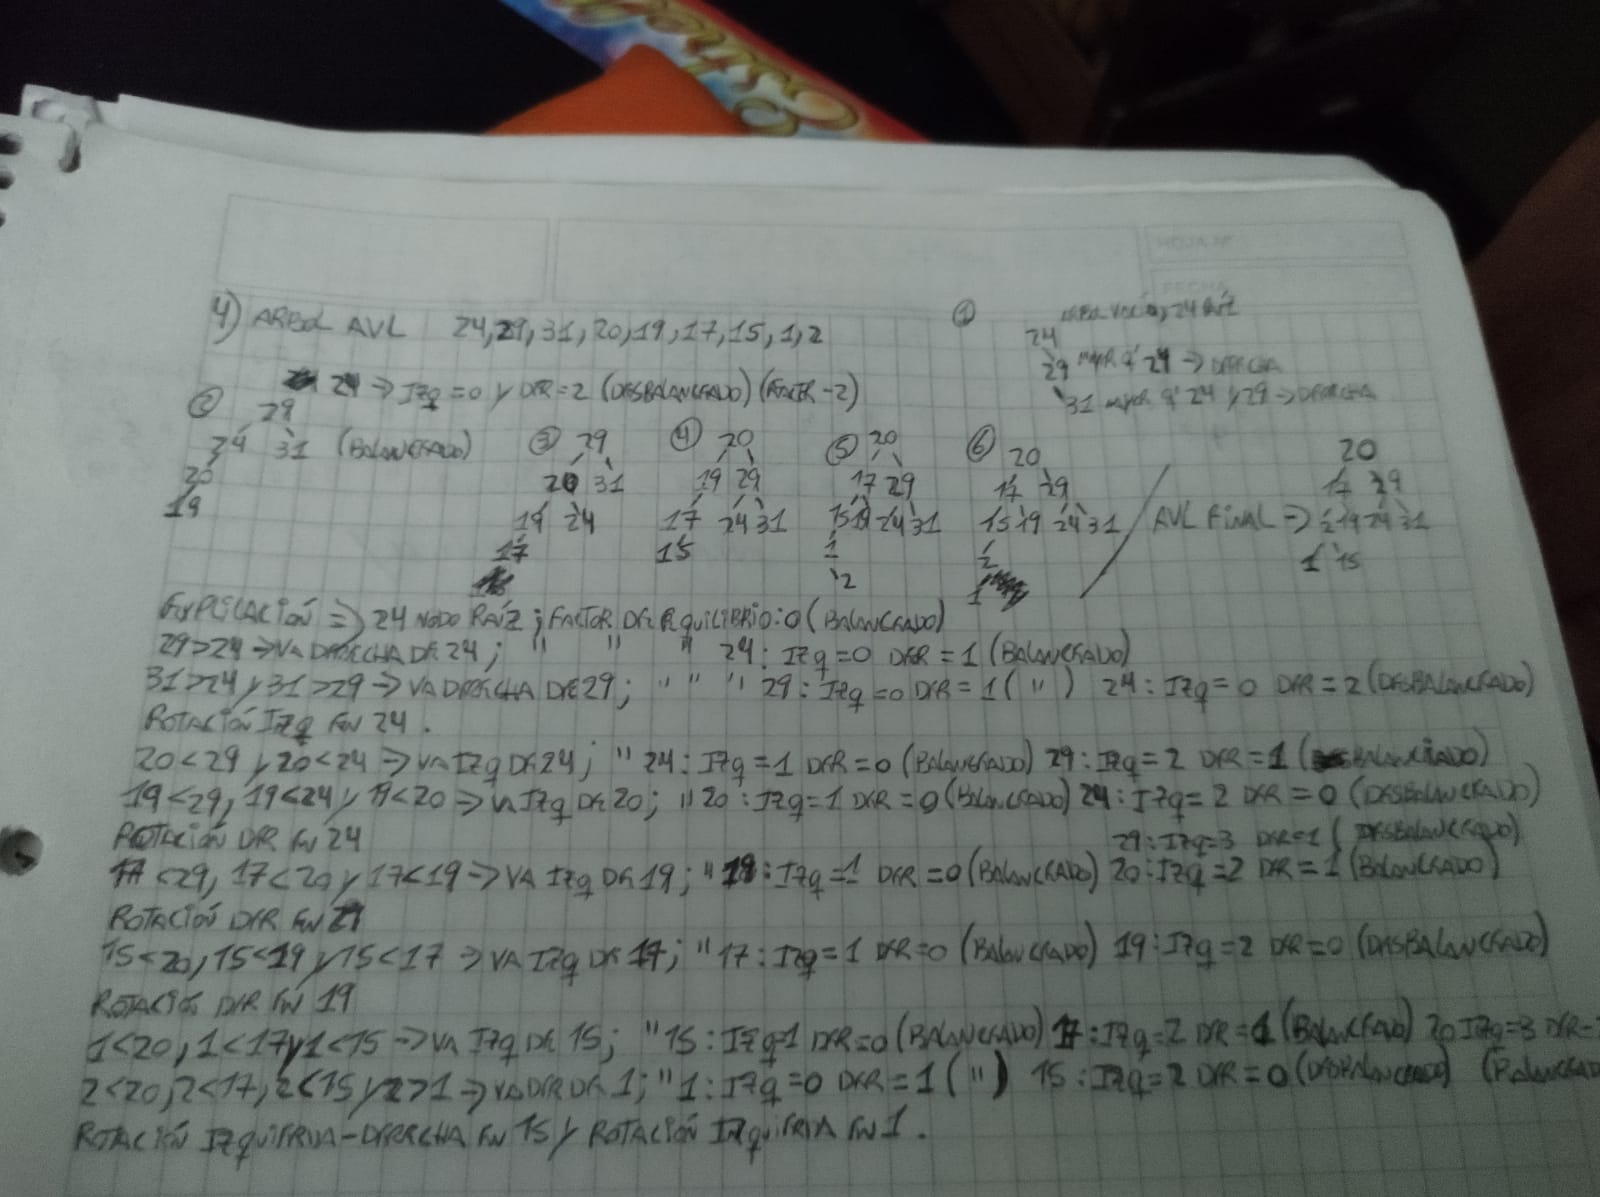 HOJA Nº
FECHA
4) ARBOL AVL 24, 29, 31, 20, 19, 17, 15, 1, 2
① ARBOL VACÍO, 24 RAÍZ
24
29 MAYOR Q' 24 → DERECHA
31 MAYOR Q' 24 Y 29 → DERECHA
24 → IZQ = 0 Y DER = 2 (DESBALANCEADO) (FACTOR -2)
② 29
24 31 (BALANCEADO)
20
19
③ 29
20 31
19 24
17
④ 20
19 29
17 24 31
15
⑤ 20
17 29
15 19 24 31
1
2
⑥ 20
17 29
15 19 24 31
2
1
AVL FINAL ⇒
20
17 29
2 19 24 31
1 15
EXPLICACIÓN ⇒ 24 NODO RAÍZ ; FACTOR DE EQUILIBRIO: 0 (BALANCEADO)
29>24 → VA DERECHA DE 24 ; " " " 24 : IZQ = 0 DER = 1 (BALANCEADO)
31>24 Y 31>29 → VA DERECHA DE 29 ; " " " 29 : IZQ = 0 DER = 1 ( " ) 24 : IZQ = 0 DER = 2 (DESBALANCEADO)
ROTACIÓN IZQ EN 24 .
20<29 Y 20<24 → VA IZQ DE 24 ; " 24 : IZQ = 1 DER = 0 (BALANCEADO) 29 : IZQ = 2 DER = 1 (BALANCEADO)
19<29, 19<24 Y 19<20 → VA IZQ DE 20 ; " 20 : IZQ = 1 DER = 0 (BALANCEADO) 24 : IZQ = 2 DER = 0 (DESBALANCEADO)
ROTACIÓN DER EN 24 29 : IZQ=3 DER=1 (DESBALANCEADO)
17<29, 17<20 Y 17<19 → VA IZQ DE 19 ; " 19 : IZQ = 1 DER = 0 (BALANCEADO) 20 : IZQ = 2 DER = 1 (BALANCEADO)
ROTACIÓN DER EN 29
15<20, 15<19 Y 15<17 → VA IZQ DE 17 ; " 17 : IZQ = 1 DER = 0 (BALANCEADO) 19 : IZQ = 2 DER = 0 (DESBALANCEADO)
ROTACIÓN DER EN 19
1<20, 1<17 Y 1<15 → VA IZQ DE 15 ; " 15 : IZQ=1 DER=0 (BALANCEADO) 17 : IZQ=2 DER=1 (BALANCEADO) 20 IZQ=3 DER=
2<20, 2<17, 2<15 Y 2>1 → VA DER DE 1 ; " 1 : IZQ = 0 DER = 1 ( " ) 15 : IZQ = 2 DER = 0 (DESBALANCEADO) (BALANCEADO
ROTACIÓN IZQUIERDA-DERECHA EN 15 Y ROTACIÓN IZQUIERDA EN 1 .